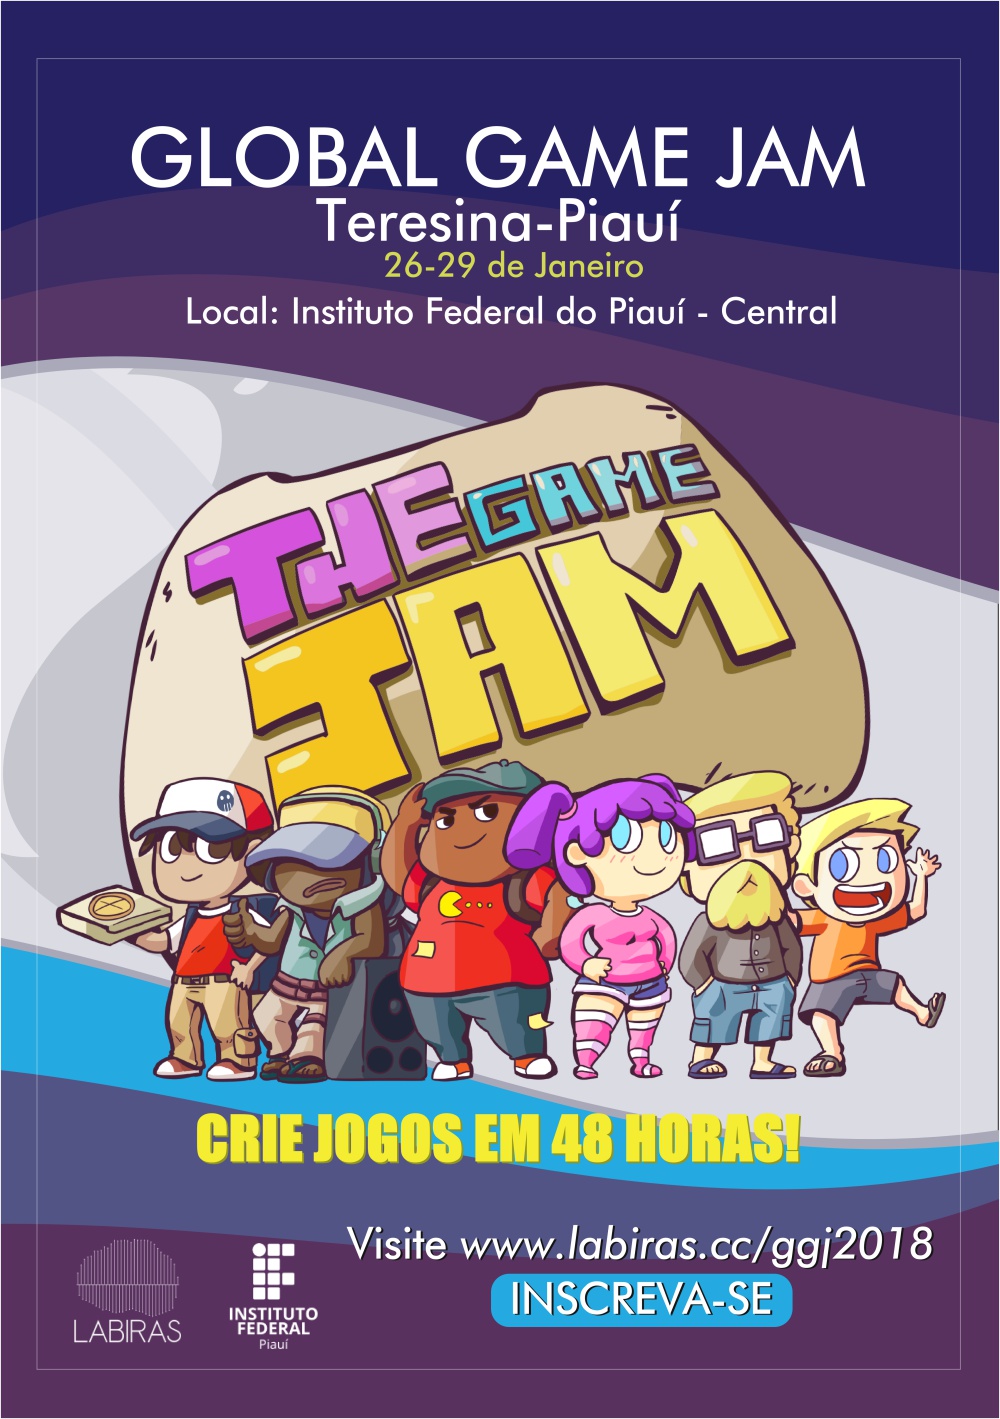 GLOBAL GAME JAM
Teresina-Piauí
26-29 de Janeiro
Local: Instituto Federal do Piauí - Central
THE GAME
JAM
CRIE JOGOS EM 48 HORAS!
Visite www.labiras.cc/ggj2018
INSCREVA-SE
LABIRAS
INSTITUTO
FEDERAL
Piauí